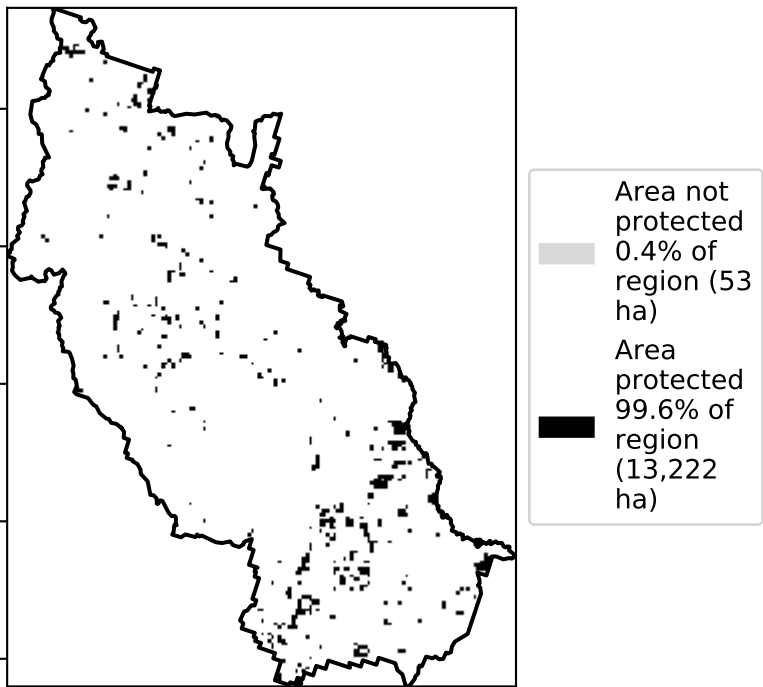 Area not
protected
0.4% of
region (53
ha)
Area
protected
99.6% of
region
(13,222
ha)